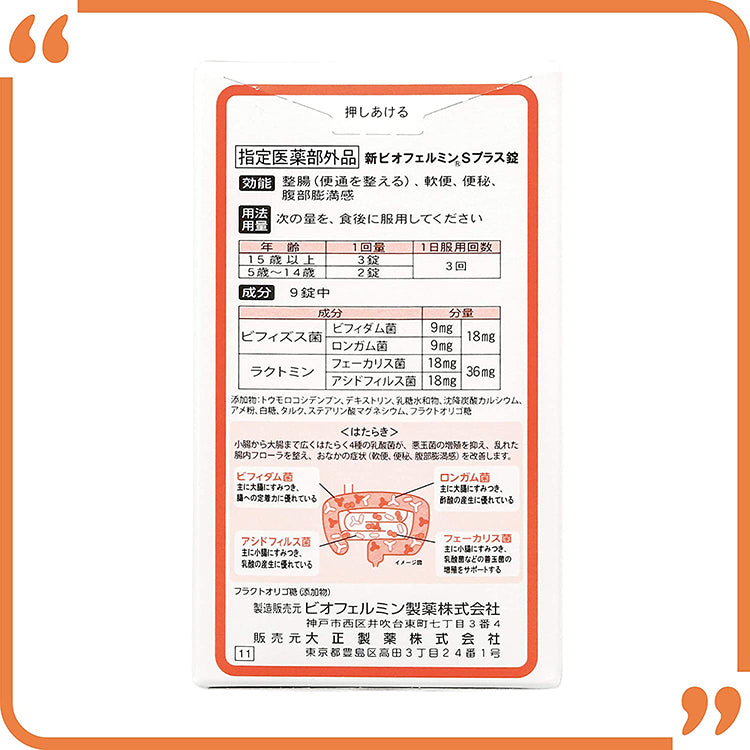 押しあける
指定医薬部外品 新ビオフェルミン®Sプラス錠
効能 整腸(便通を整える)、軟便、便秘、
腹部膨満感
用法
用量 次の量を、食後に服用してください
年齢 1回量 1日服用回数
15歳以上 3錠 3回
5歳〜14歳 2錠
成分 9錠中
成分 分量
ビフィズス菌 ビフィダム菌 9mg 18mg
ロンガム菌 9mg
ラクトミン フェーカリス菌 18mg 36mg
アシドフィルス菌 18mg
添加物:トウモロコシデンプン、デキストリン、乳糖水和物、沈降炭酸カルシウム、
アメ粉、白糖、タルク、ステアリン酸マグネシウム、フラクトオリゴ糖
<はたらき>
小腸から大腸まで広くはたらく4種の乳酸菌が、悪玉菌の増殖を抑え、乱れた
腸内フローラを整え、おなかの症状(軟便、便秘、腹部膨満感)を改善します。
ビフィダム菌
主に大腸にすみつき、
腸への定着力に優れている
ロンガム菌
主に大腸にすみつき、
酢酸の産生に優れている
アシドフィルス菌
主に小腸にすみつき、
乳酸の産生に優れている
フェーカリス菌
主に小腸にすみつき、
乳酸菌などの善玉菌の
増殖をサポートする
イメージ図
フラクトオリゴ糖(添加物)
製造販売元 ビオフェルミン製薬株式会社
神戸市西区井吹台東町七丁目3番4
販売元 大正製薬株式会社
東京都豊島区高田3丁目24番1号
11